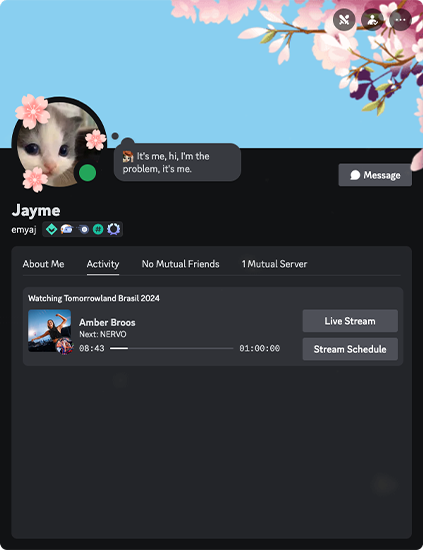 It's me, hi, I'm the
problem, it's me.
Message
Jayme
emyaj
#
About Me
Activity
No Mutual Friends
1 Mutual Server
Watching Tomorrowland Brasil 2024
Amber Broos
Next: NERVO
08:43
01:00:00
Live Stream
Stream Schedule